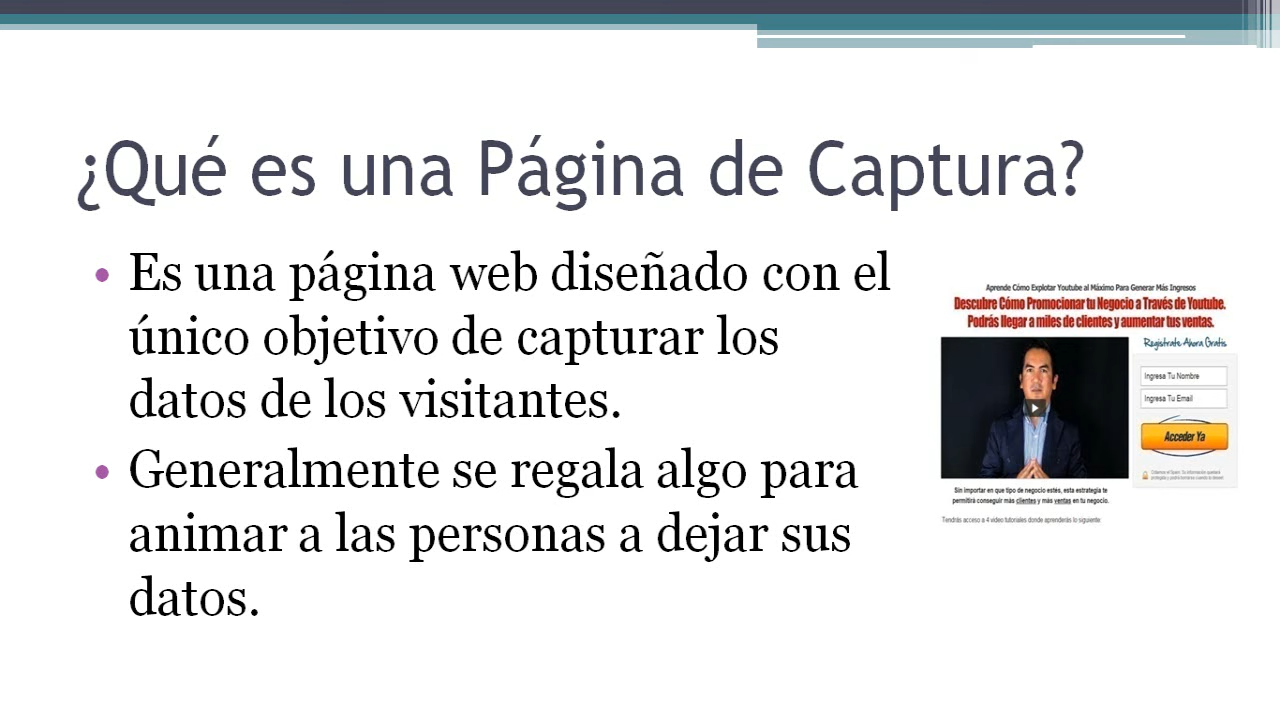 ¿Qué es una Página de Captura?
• Es una página web diseñado con el
único objetivo de capturar los
datos de los visitantes.
• Generalmente se regala algo para
animar a las personas a dejar sus
datos.
Aprende Cómo Explotar Youtube al Máximo Para Generar Más Ingresos
Descubre Cómo Promocionar tu Negocio a Través de Youtube.
Podrás llegar a miles de clientes y aumentar tus ventas.
Registrate Ahora Gratis
Ingresa Tu Nombre
Ingresa Tu Email
Acceder Ya
Sin importar en que tipo de negocio estés, esta estrategia te
permitirá conseguir más clientes y más ventas en tu negocio.
Tendrás acceso a 4 video tutoriales donde aprenderás lo siguiente: